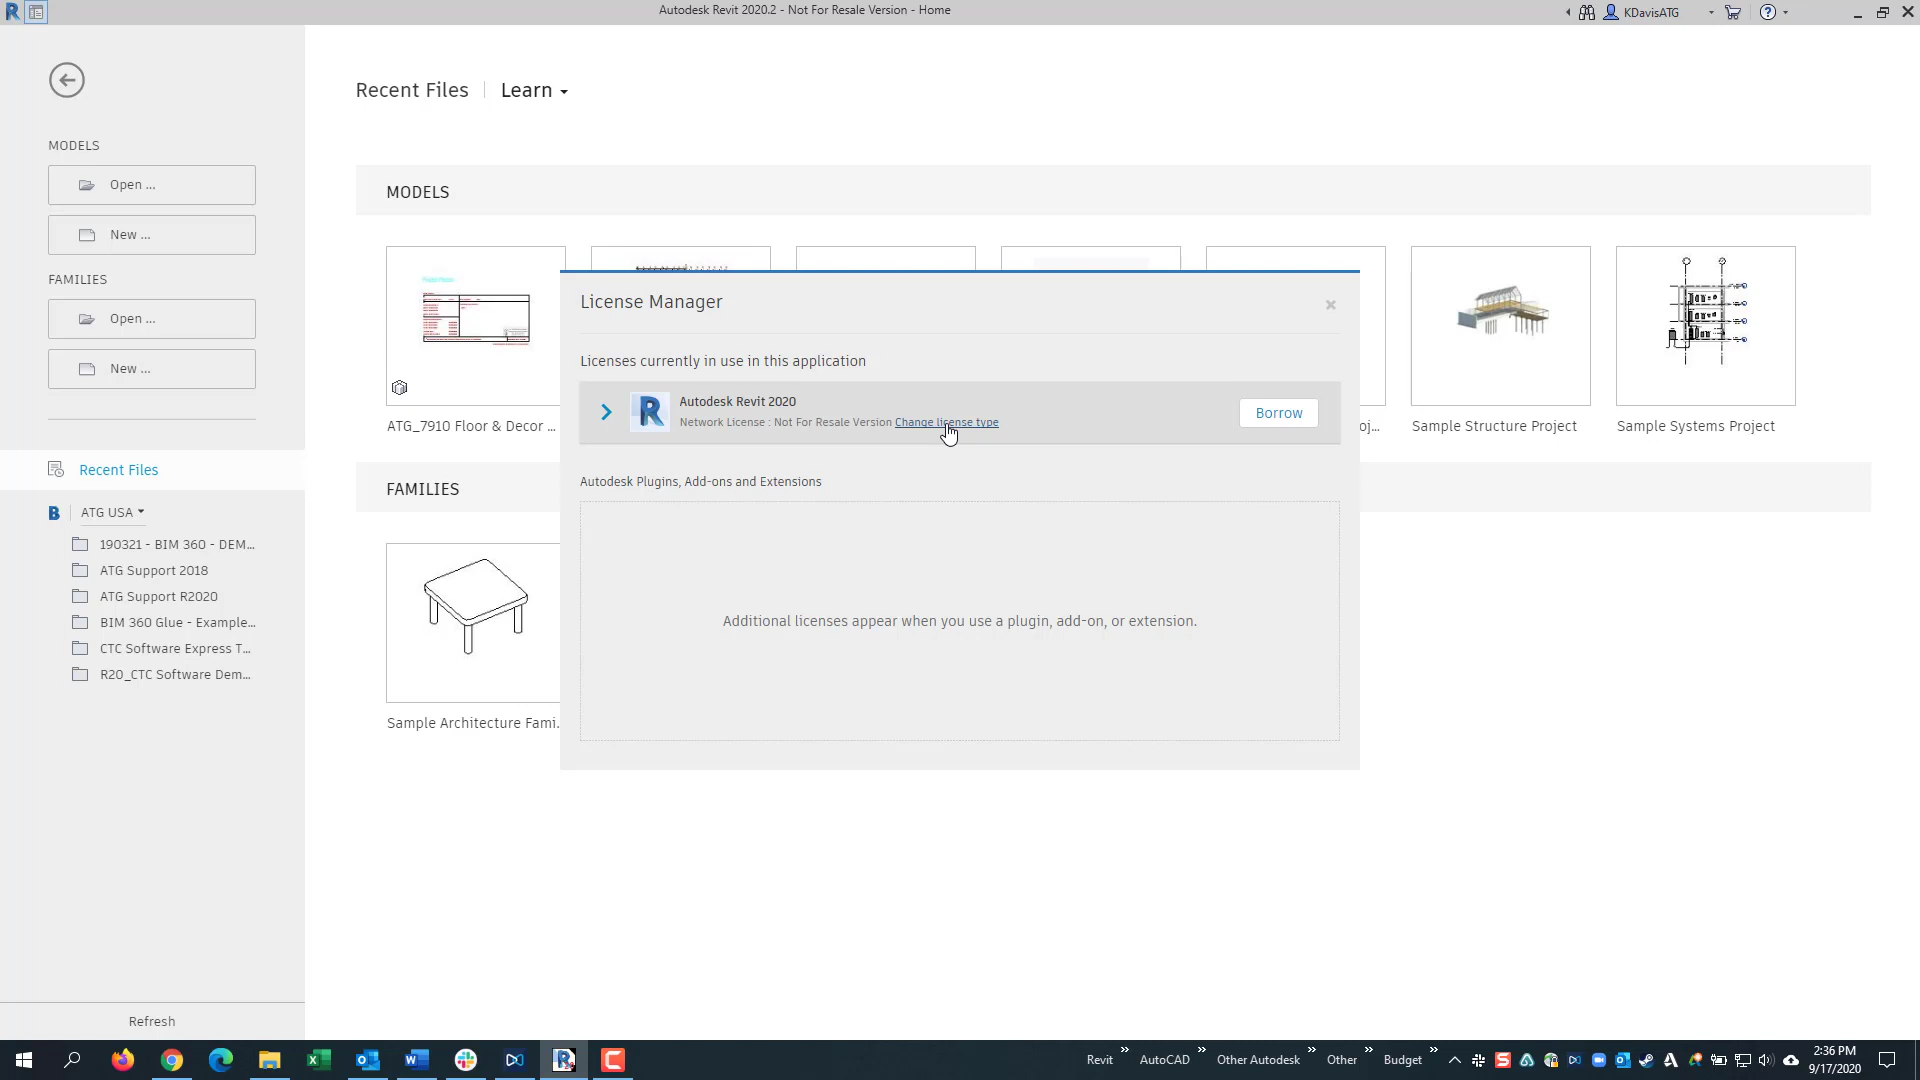 Autodesk Revit 2020.2 - Not For Resale Version - Home
KDavisATG
Recent Files
Learn
MODELS
Open ...
New ...
FAMILIES
Open ...
New ...
Recent Files
ATG USA
190321 - BIM 360 - DEM...
ATG Support 2018
ATG Support R2020
BIM 360 Glue - Example...
CTC Software Express T...
R20_CTC Software Dem...
Refresh
MODELS
ATG_7910 Floor & Decor ...
oj...
Sample Structure Project
Sample Systems Project
FAMILIES
Sample Architecture Fami.
License Manager
Licenses currently in use in this application
Autodesk Revit 2020
Network License : Not For Resale Version Change license type
Borrow
Autodesk Plugins, Add-ons and Extensions
Additional licenses appear when you use a plugin, add-on, or extension.
Revit
AutoCAD
Other Autodesk
Other
Budget
2:36 PM
9/17/2020